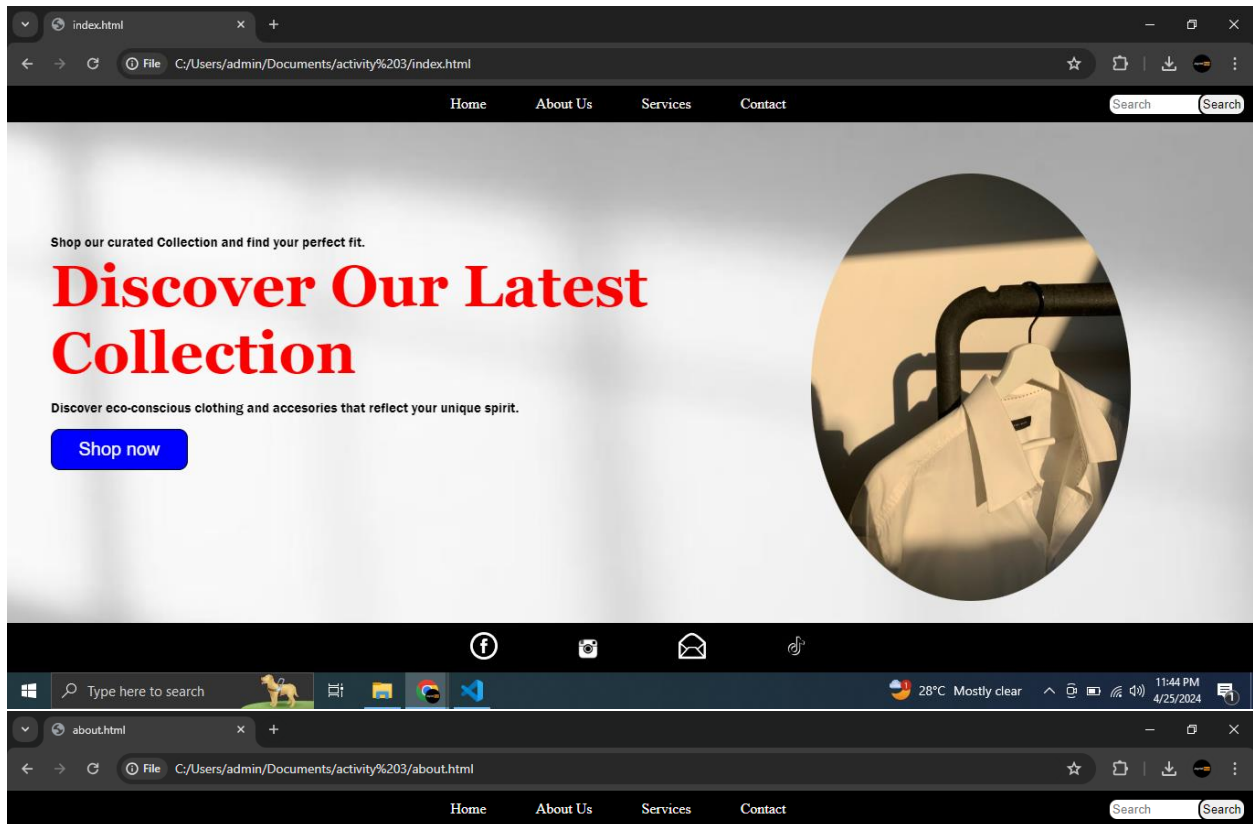 index.html
File C:/Users/admin/Documents/activity%203/index.html
Home About Us Services Contact Search Search
Shop our curated Collection and find your perfect fit.
Discover Our Latest
Collection
Discover eco-conscious clothing and accesories that reflect your unique spirit.
Shop now
Type here to search 1 28°C Mostly clear 11:44 PM
4/25/2024 1
about.html
File C:/Users/admin/Documents/activity%203/about.html
Home About Us Services Contact Search Search